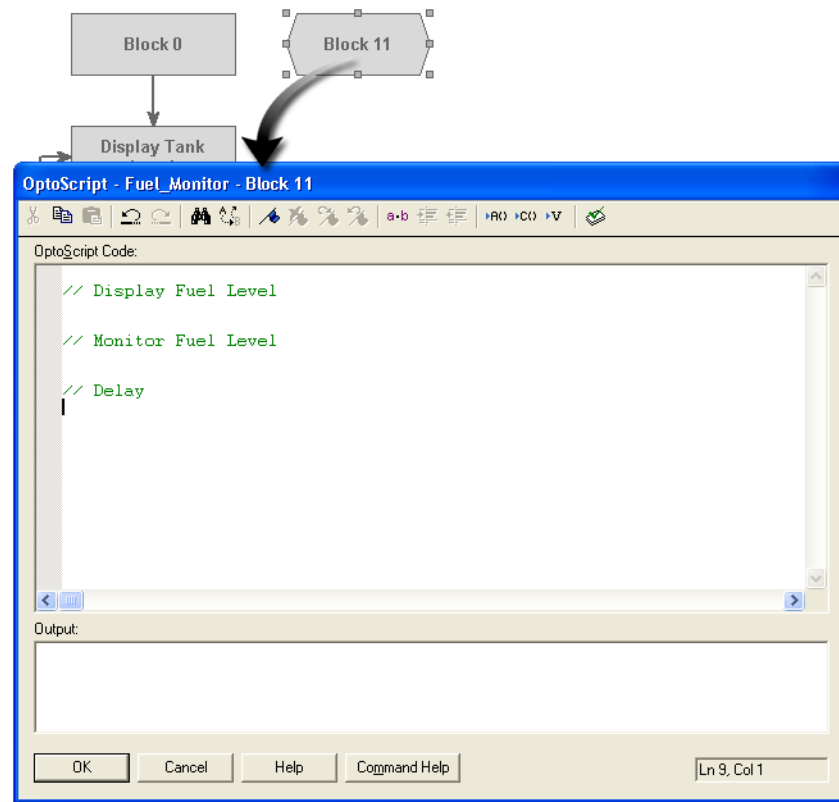 Block 0
Block 11
Display Tank
OptoScript - Fuel_Monitor - Block 11
a-b
A()
C()
V
OptoScript Code:
// Display Fuel Level
// Monitor Fuel Level
// Delay
Output:
OK
Cancel
Help
Command Help
Ln 9, Col 1